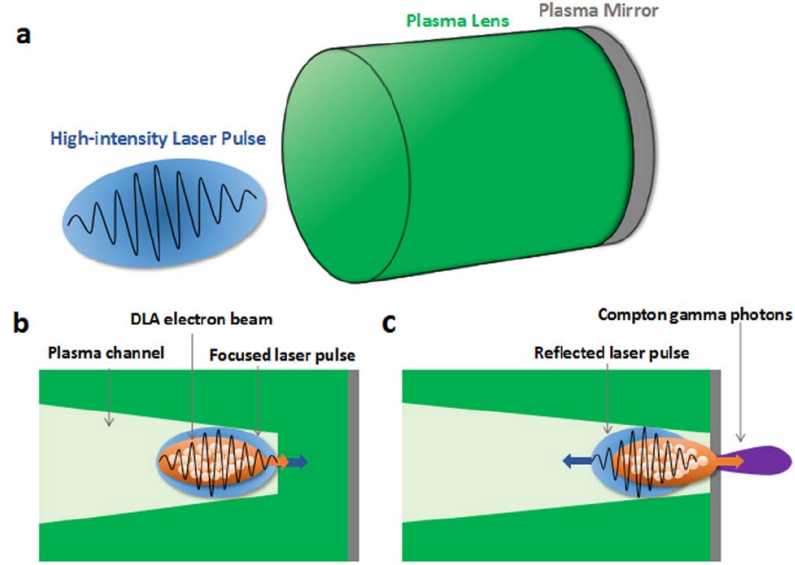 a
Plasma Lens
Plasma Mirror
High-intensity Laser Pulse
b
DLA electron beam
Plasma channel
Focused laser pulse
c
Compton gamma photons
Reflected laser pulse